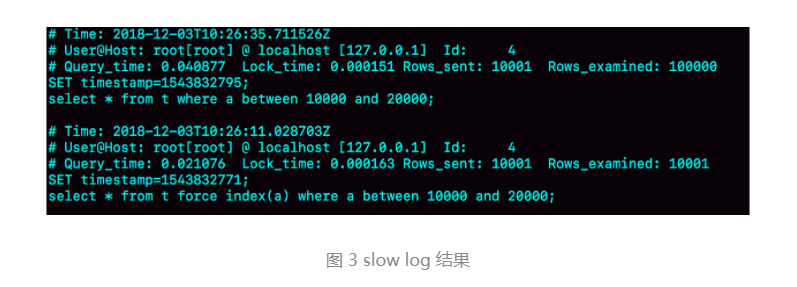 # Time: 2018-12-03T10:26:35.711526Z
# User@Host: root[root] @ localhost [127.0.0.1]  Id:     4
# Query_time: 0.040877  Lock_time: 0.000151 Rows_sent: 10001  Rows_examined: 100000
SET timestamp=1543832795;
select * from t where a between 10000 and 20000;

# Time: 2018-12-03T10:26:11.028703Z
# User@Host: root[root] @ localhost [127.0.0.1]  Id:     4
# Query_time: 0.021076  Lock_time: 0.000163 Rows_sent: 10001  Rows_examined: 10001
SET timestamp=1543832771;
select * from t force index(a) where a between 10000 and 20000;

图 3 slow log 结果